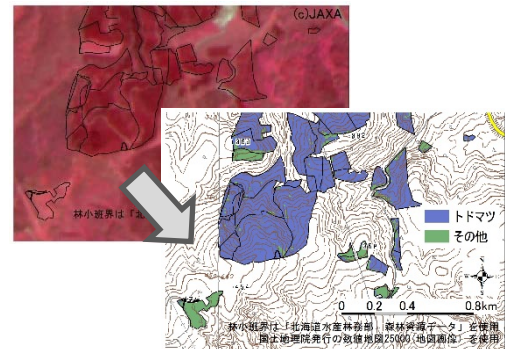 (c)JAXA
林小班界は「北
トドマツ
その他
S
0 0.2 0.4 0.8km
林小班界は「北海道水産林務部 森林資源データ」を使用
国土地理院発行の数値地図25000(地図画像)を使用